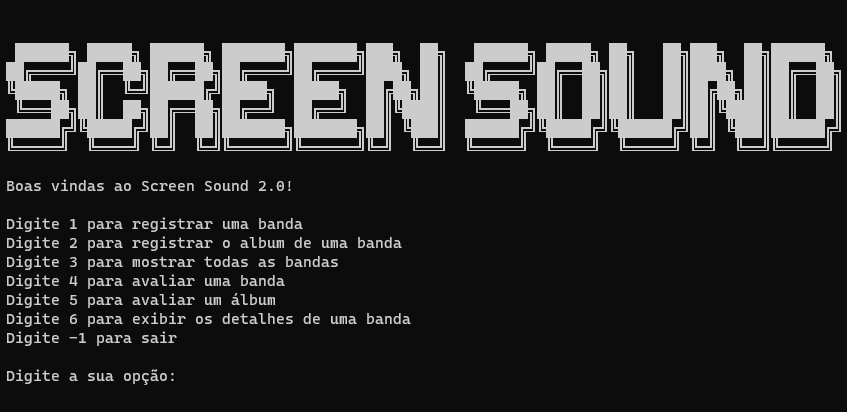 SCREEN SOUND
Boas vindas ao Screen Sound 2.0!
Digite 1 para registrar uma banda
Digite 2 para registrar o album de uma banda
Digite 3 para mostrar todas as bandas
Digite 4 para avaliar uma banda
Digite 5 para avaliar um álbum
Digite 6 para exibir os detalhes de uma banda
Digite -1 para sair
Digite a sua opção: